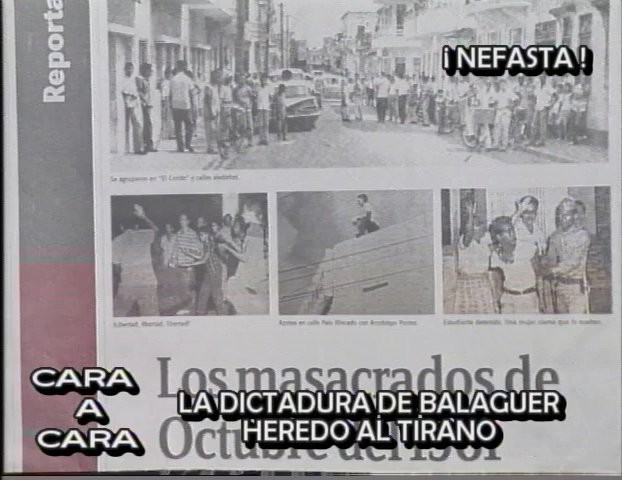 Reporta
¡NEFASTA!
Se agruparon en "El Conde" y calles aledañas.
¡Libertad, libertad, libertad!
Azotea en calle Palo Hincado con Arzobispo Portes.
Estudiante detenido. Una mujer clama que lo suelten.
Los masacrados de
Octubre del 1961
CARA
A
CARA
LA DICTADURA DE BALAGUER
HEREDO AL TIRANO